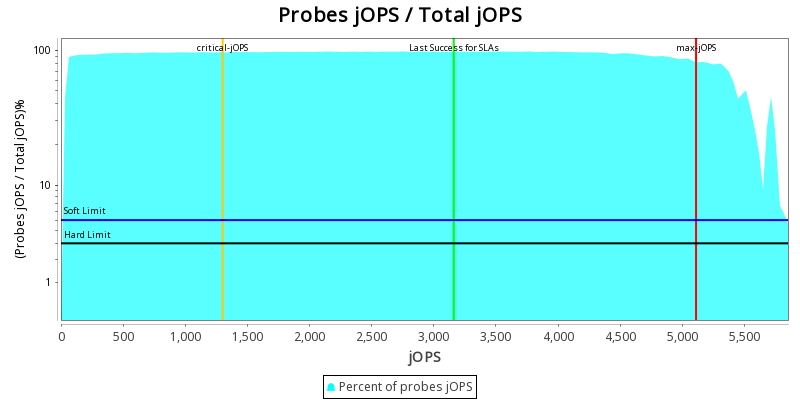 Probes jOPS / Total jOPS
(Probes jOPS / Total jOPS)%
100
10
1
critical-jOPS
Last Success for SLAs
max-jOPS
Soft Limit
Hard Limit
0 500 1,000 1,500 2,000 2,500 3,000 3,500 4,000 4,500 5,000 5,500
jOPS
Percent of probes jOPS